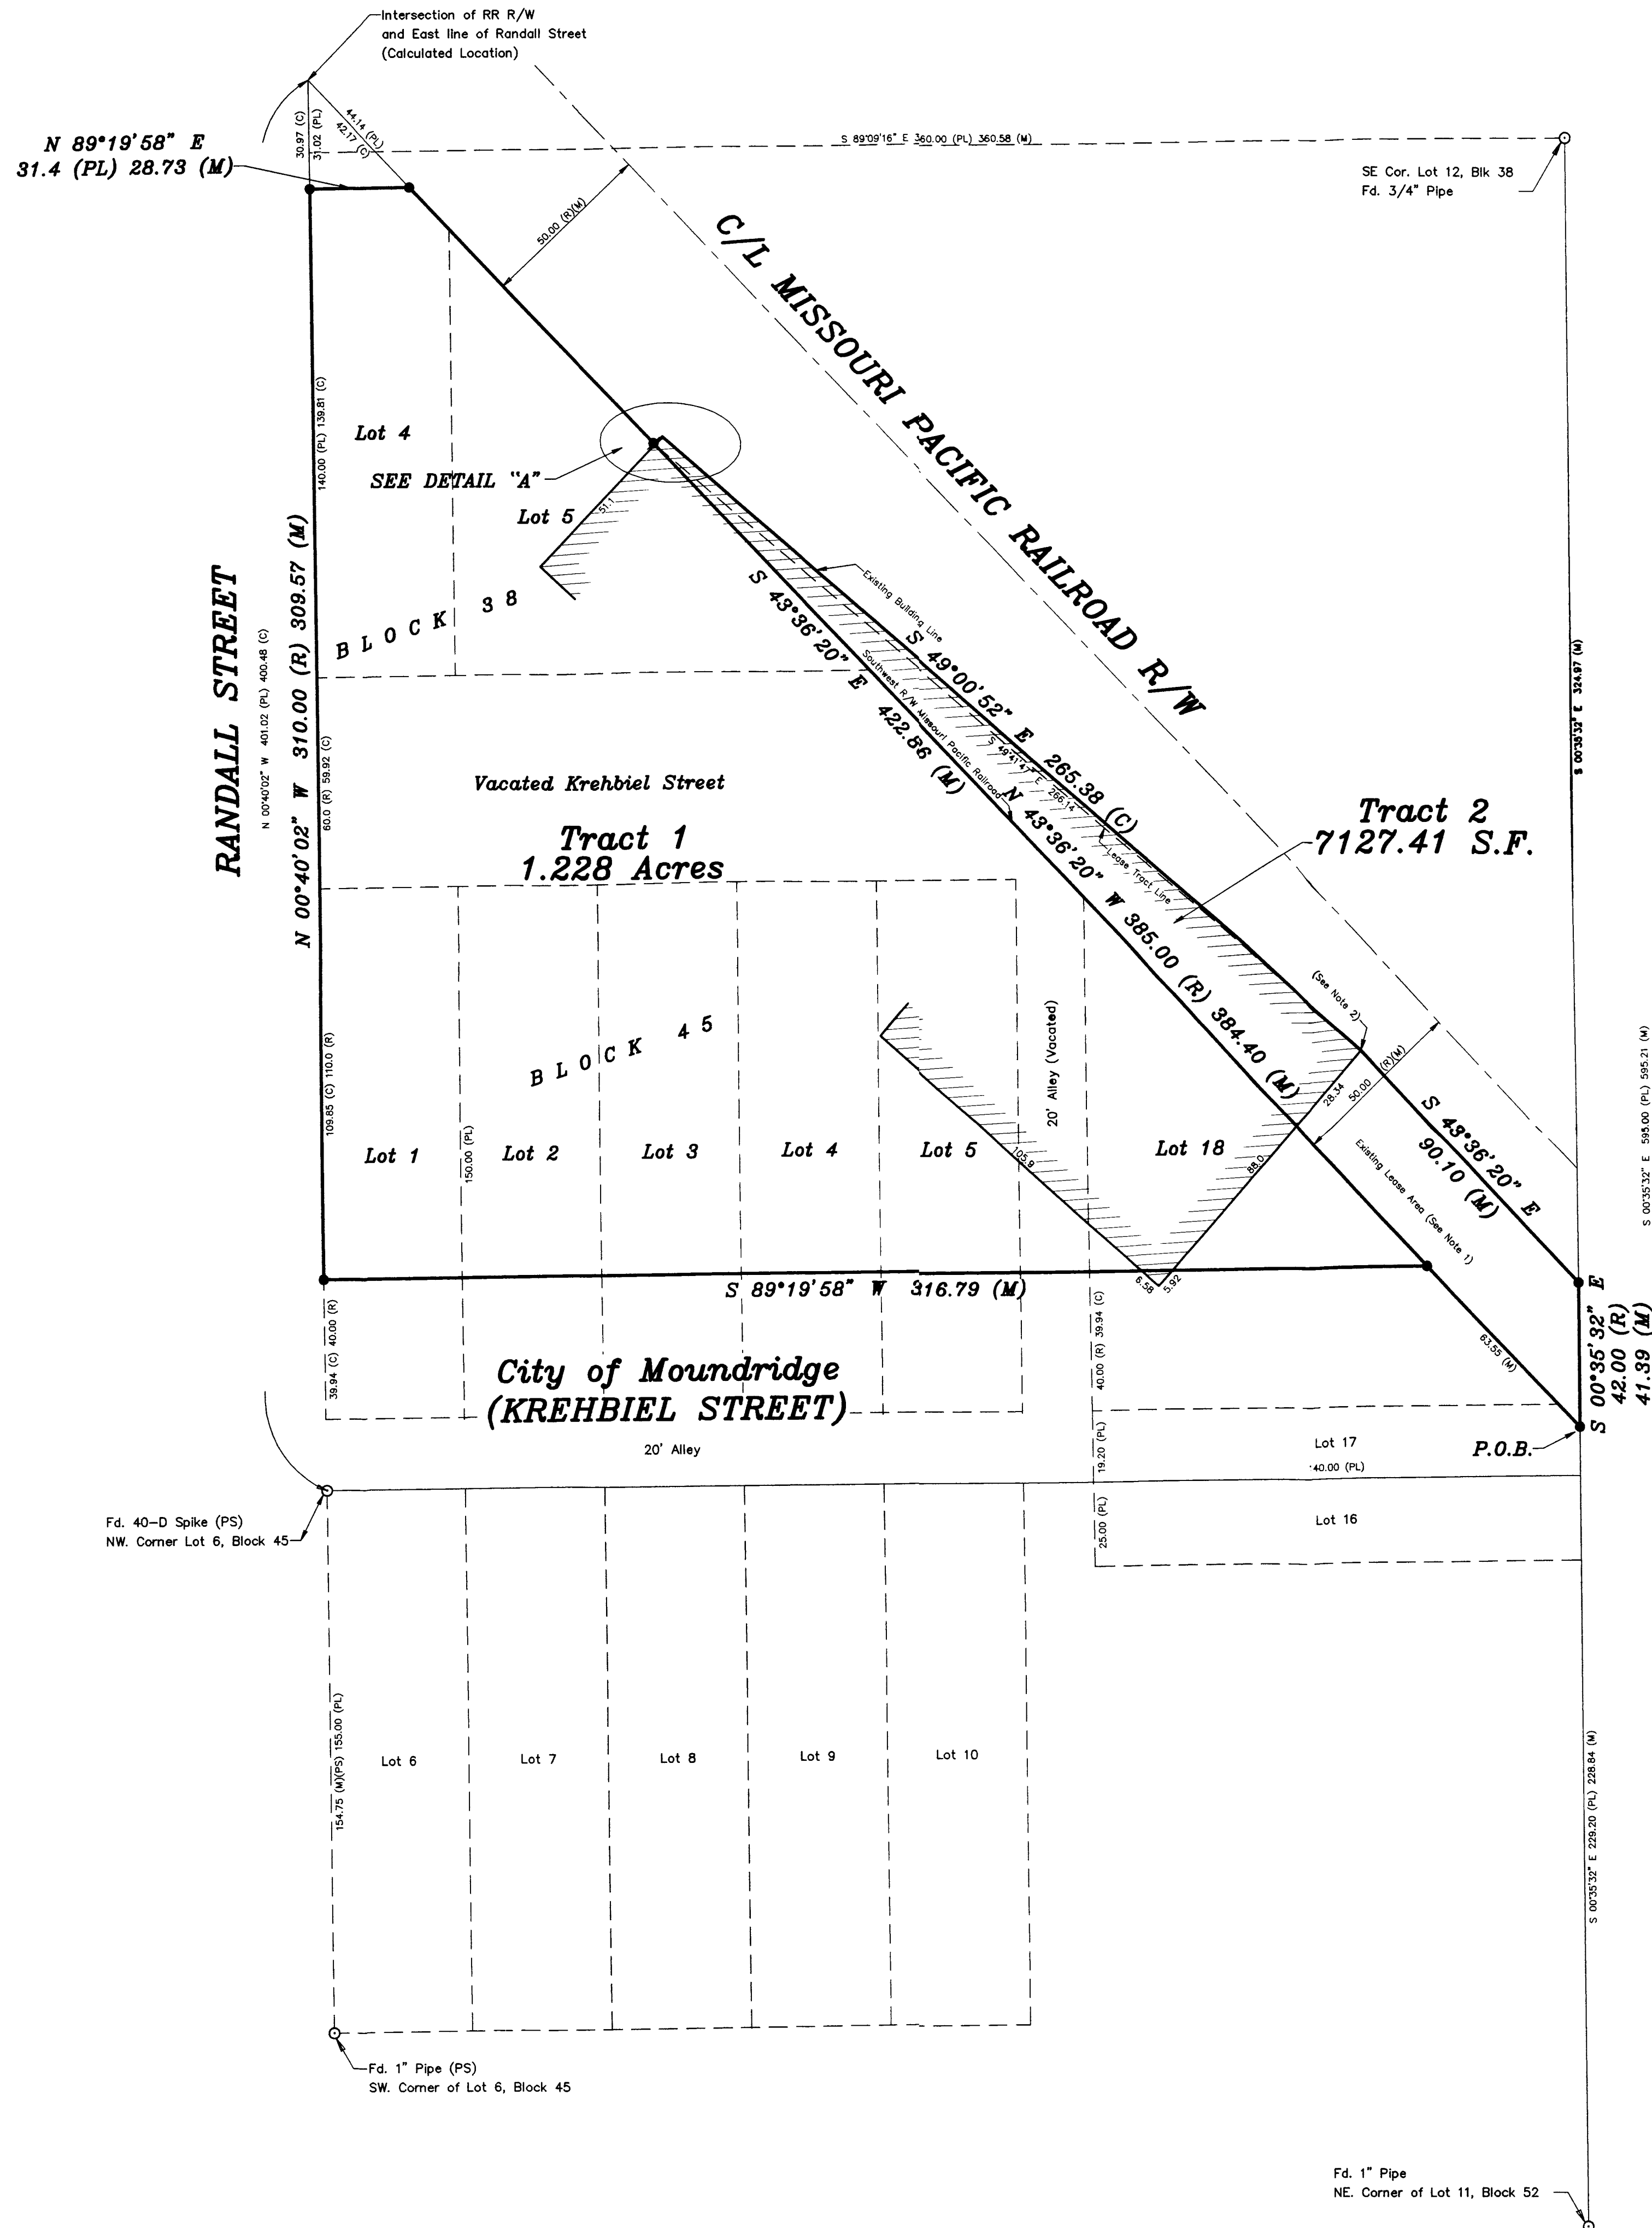 Intersection of RR R/W
and East line of Randall Street
(Calculated Location)
N 89°19'58" E
31.4 (PL) 28.73 (M)
30.97 (C)
31.02 (PL)
44.14 (PL)
42.17 (C)
S 89°09'16" E 360.00 (PL) 360.58 (M)
SE Cor. Lot 12, Blk 38
Fd. 3/4" Pipe
50.00 (R)(M)
C/L MISSOURI PACIFIC RAILROAD R/W
140.00 (PL) 139.81 (C)
Lot 4
SEE DETAIL "A"
Lot 5
51.1
BLOCK 38
RANDALL STREET
N 00°40'02" W 401.02 (PL) 400.48 (C)
N 00°40'02" W 310.00 (R) 309.57 (M)
60.0 (R) 59.92 (C)
Existing Building Line
S 43°36'20" E 422.86 (M)
Southwest R/W Missouri Pacific Railroad
S 49°00'52" E 265.38 (C)
S 49°41'47" E 266.14
Lease Tract Line
N 43°36'20" W 385.00 (R) 384.40 (M)
S 00°35'32" E 324.97 (M)
Vacated Krehbiel Street
Tract 1
1.228 Acres
Tract 2
7127.41 S.F.
BLOCK 45
20' Alley (Vacated)
(See Note 2)
50.00 (R)(M)
28.34
S 43°36'20" E
90.10 (M)
S 00°35'32" E 595.00 (PL) 595.21 (M)
109.85 (C) 110.0 (R)
Lot 1
150.00 (PL)
Lot 2
Lot 3
Lot 4
Lot 5
105.9
Lot 18
88.0
Existing Lease Area (See Note 1)
S 89°19'58" W 316.79 (M)
6.58
5.92
63.55 (M)
S 00°35'32" E
42.00 (R)
41.39 (M)
39.94 (C) 40.00 (R)
40.00 (R) 39.94 (C)
City of Moundridge
(KREHBIEL STREET)
20' Alley
19.20 (PL)
Lot 17
40.00 (PL)
P.O.B.
25.00 (PL)
Lot 16
Fd. 40-D Spike (PS)
NW. Corner Lot 6, Block 45
154.75 (M)(PS) 155.00 (PL)
Lot 6
Lot 7
Lot 8
Lot 9
Lot 10
S 00°35'32" E 229.20 (PL) 228.84 (M)
Fd. 1" Pipe (PS)
SW. Corner of Lot 6, Block 45
Fd. 1" Pipe
NE. Corner of Lot 11, Block 52